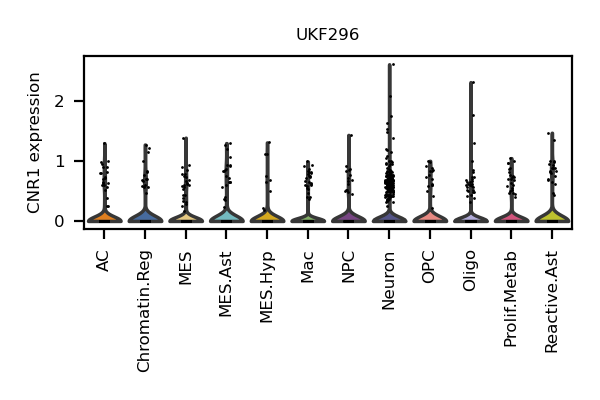 UKF296
CNR1 expression
2
1
0
AC
Chromatin.Reg
MES
MES.Ast
MES.Hyp
Mac
NPC
Neuron
OPC
Oligo
Prolif.Metab
Reactive.Ast